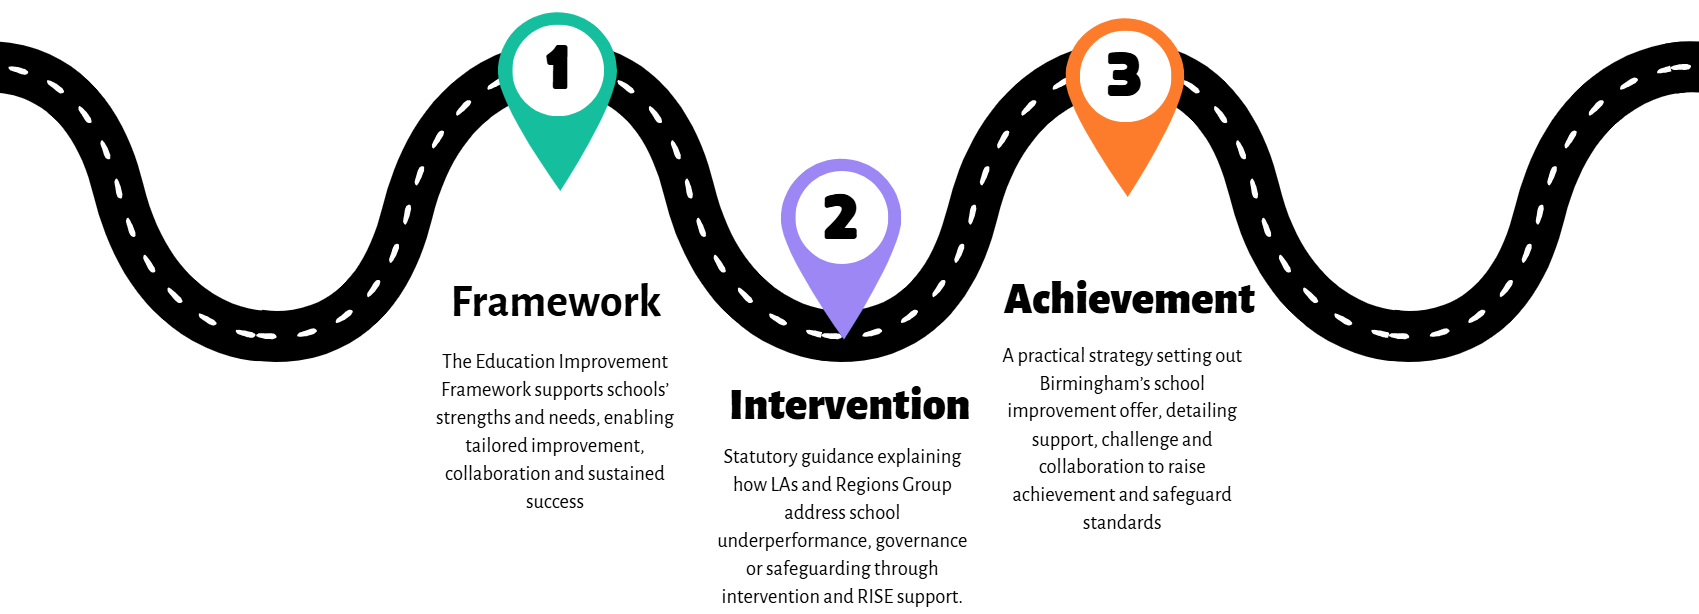 1
Framework
The Education Improvement
Framework supports schools’
strengths and needs, enabling
tailored improvement,
collaboration and sustained
success
2
Intervention
Statutory guidance explaining
how LAs and Regions Group
address school
underperformance, governance
or safeguarding through
intervention and RISE support.
3
Achievement
A practical strategy setting out
Birmingham’s school
improvement offer, detailing
support, challenge and
collaboration to raise
achievement and safeguard
standards